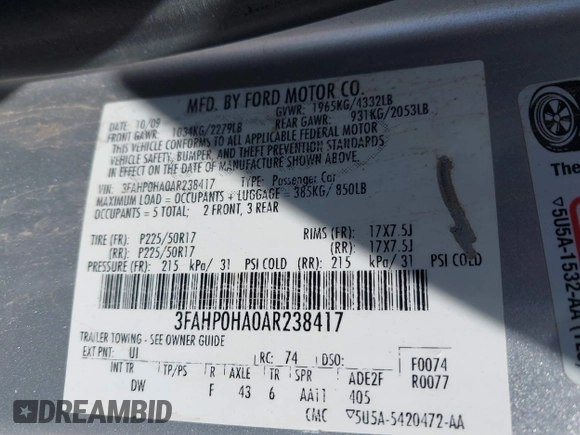 MFD. BY FORD MOTOR CO.
DATE: 10/09 GVWR: 1965KG/4332LB
FRONT GAWR: 1034KG/2279LB REAR GAWR: 931KG/2053LB
THIS VEHICLE CONFORMS TO ALL APPLICABLE FEDERAL MOTOR
VEHICLE SAFETY, BUMPER, AND THEFT PREVENTION STANDARDS
IN EFFECT ON THE DATE OF MANUFACTURE SHOWN ABOVE.
VIN: 3FAHP0HA0AR238417 TYPE: Passenger Car
MAXIMUM LOAD = OCCUPANTS + LUGGAGE = 385KG/ 850LB
OCCUPANTS = 5 TOTAL; 2 FRONT, 3 REAR
TIRE (FR): P225/50R17 RIMS (FR): 17X7.5J
(RR): P225/50R17 (RR): 17X7.5J
PRESSURE (FR): 215 kPa/ 31 PSI COLD (RR): 215 kPa/ 31 PSI COLD
3FAHP0HA0AR238417
TRAILER TOWING - SEE OWNER GUIDE
EXT PNT: UI LRC: 74 DSO: F0074
INT TR TP/PS R AXLE TR SPR ADE2F R0077
DW F 43 6 AA11 405
CMC ▽5U5A-5420472-AA
The
▽5U5A-1532-AA
DREAMBID